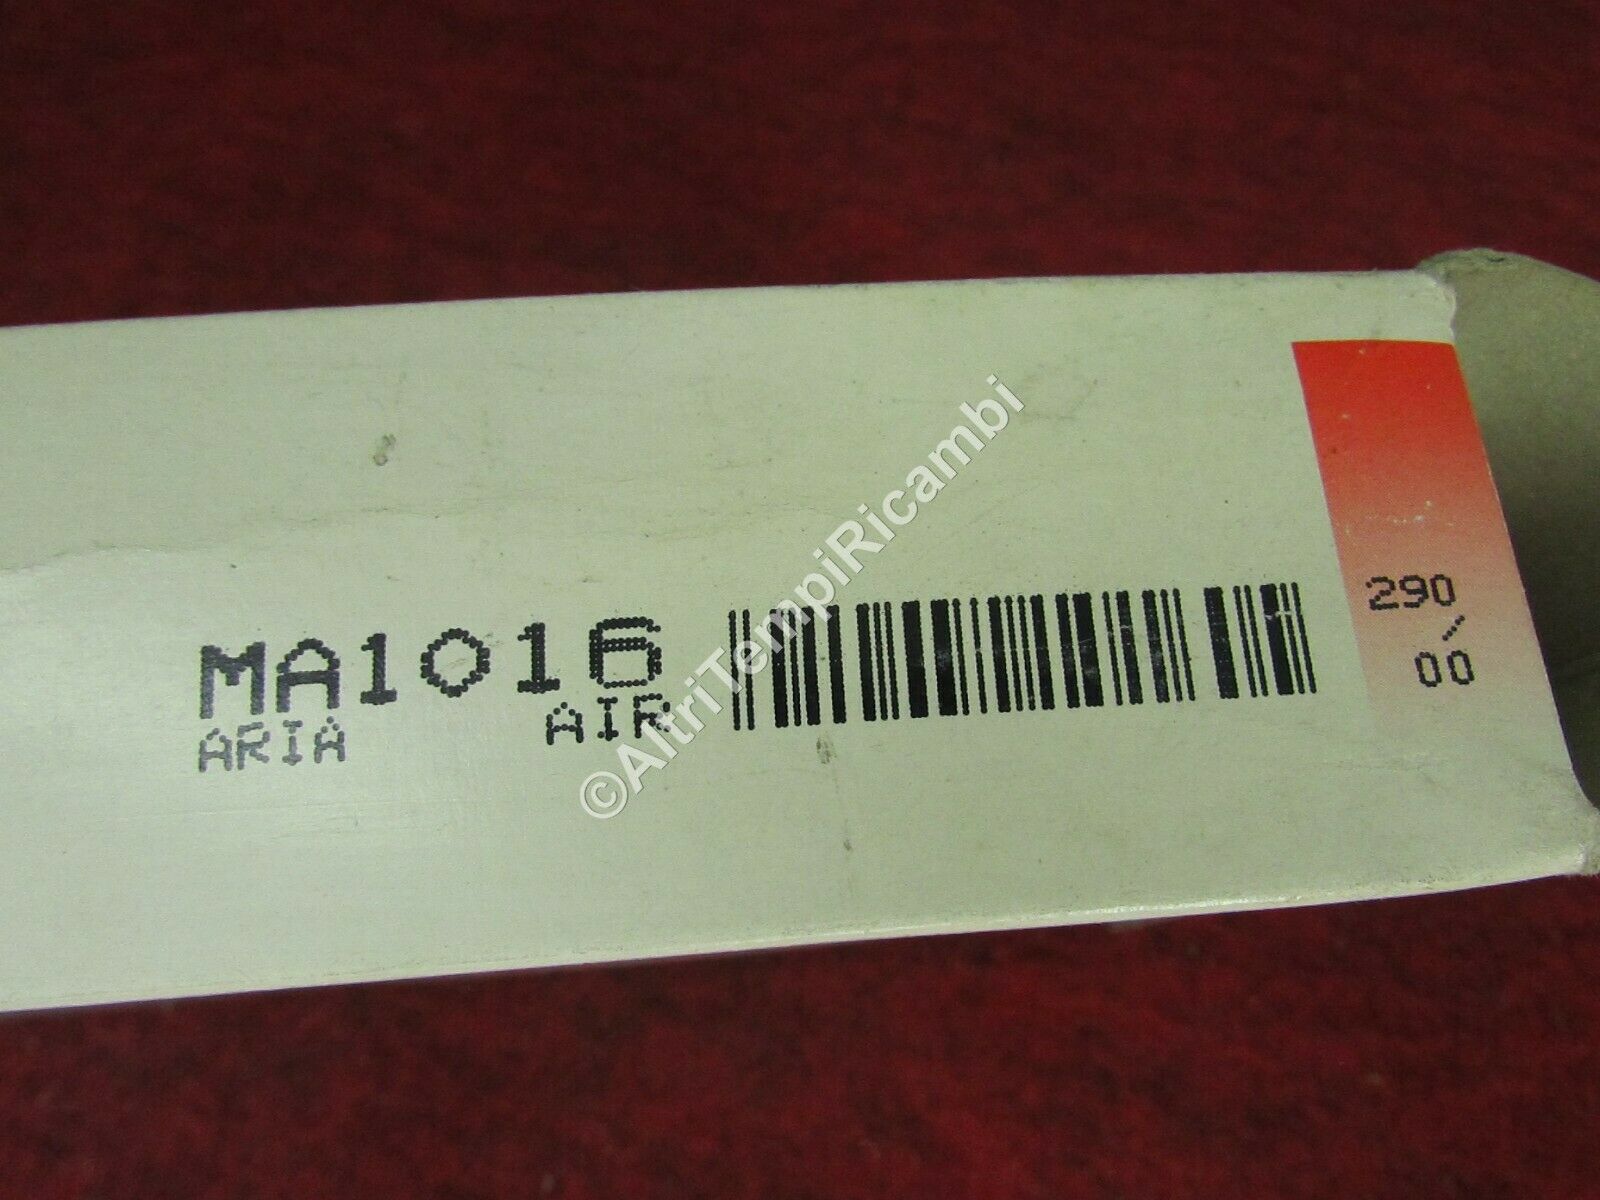 MA1016
ARIA AIR
290
/
00
©AltriTempiRicambi